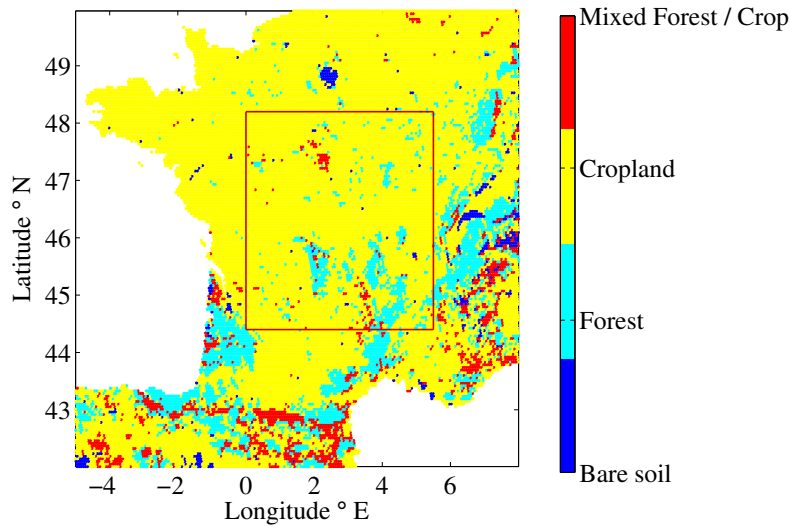 Mixed Forest / Crop
49
48
Cropland
47
46
Latitude ° N
45
Forest
44
43
Bare soil
−4 −2 0 2 4 6
Longitude ° E